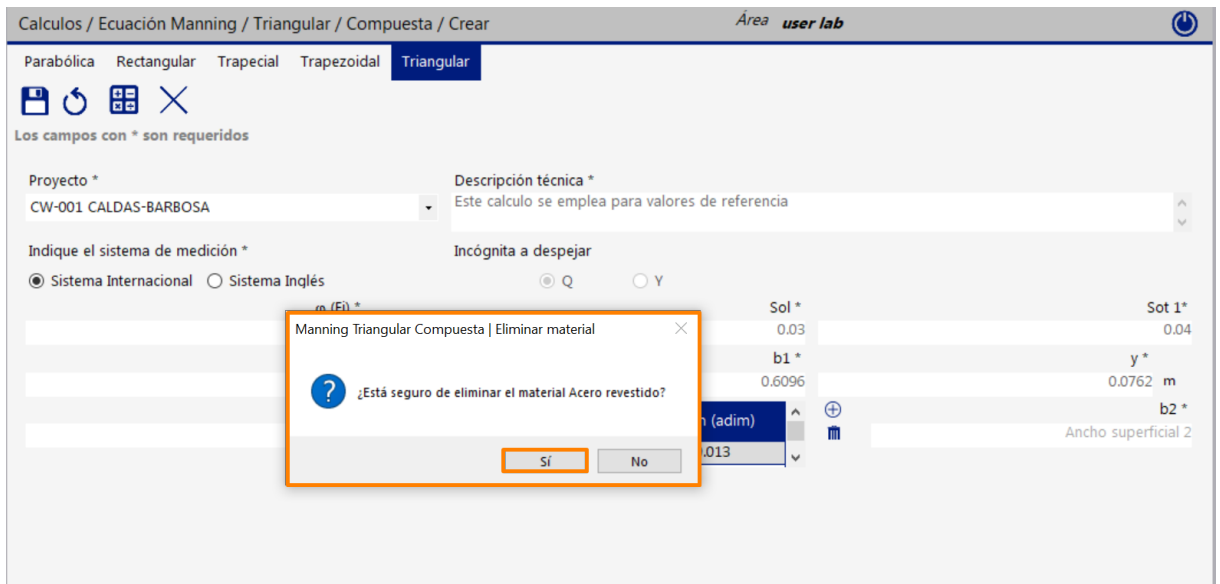 Calculos / Ecuación Manning / Triangular / Compuesta / Crear
Área user lab
Parabólica Rectangular Trapecial Trapezoidal Triangular
Los campos con * son requeridos
Proyecto * Descripción técnica *
CW-001 CALDAS-BARBOSA Este calculo se emplea para valores de referencia
Indique el sistema de medición * Incógnita a despejar
Sistema Internacional Sistema Inglés Q Y
φ (Fi) * Sol * Sot 1*
0.03 0.04
Manning Triangular Compuesta | Eliminar material
b1 * y *
0.6096 0.0762 m
¿Está seguro de eliminar el material Acero revestido?
(adim) b2 *
Ancho superficial 2
.013
Sí No